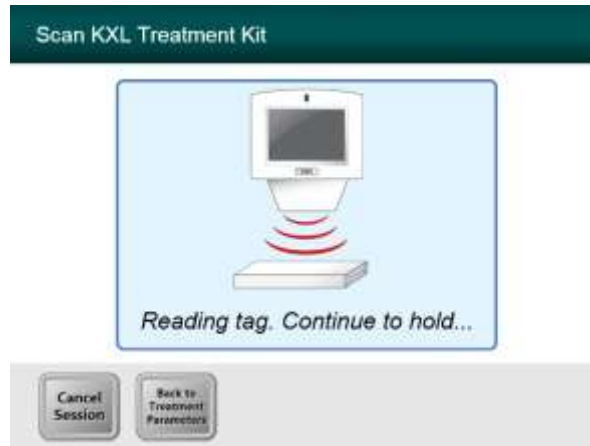 Scan KXL Treatment Kit
Reading tag. Continue to hold...
Cancel
Session
Back to
Treatment
Parameters